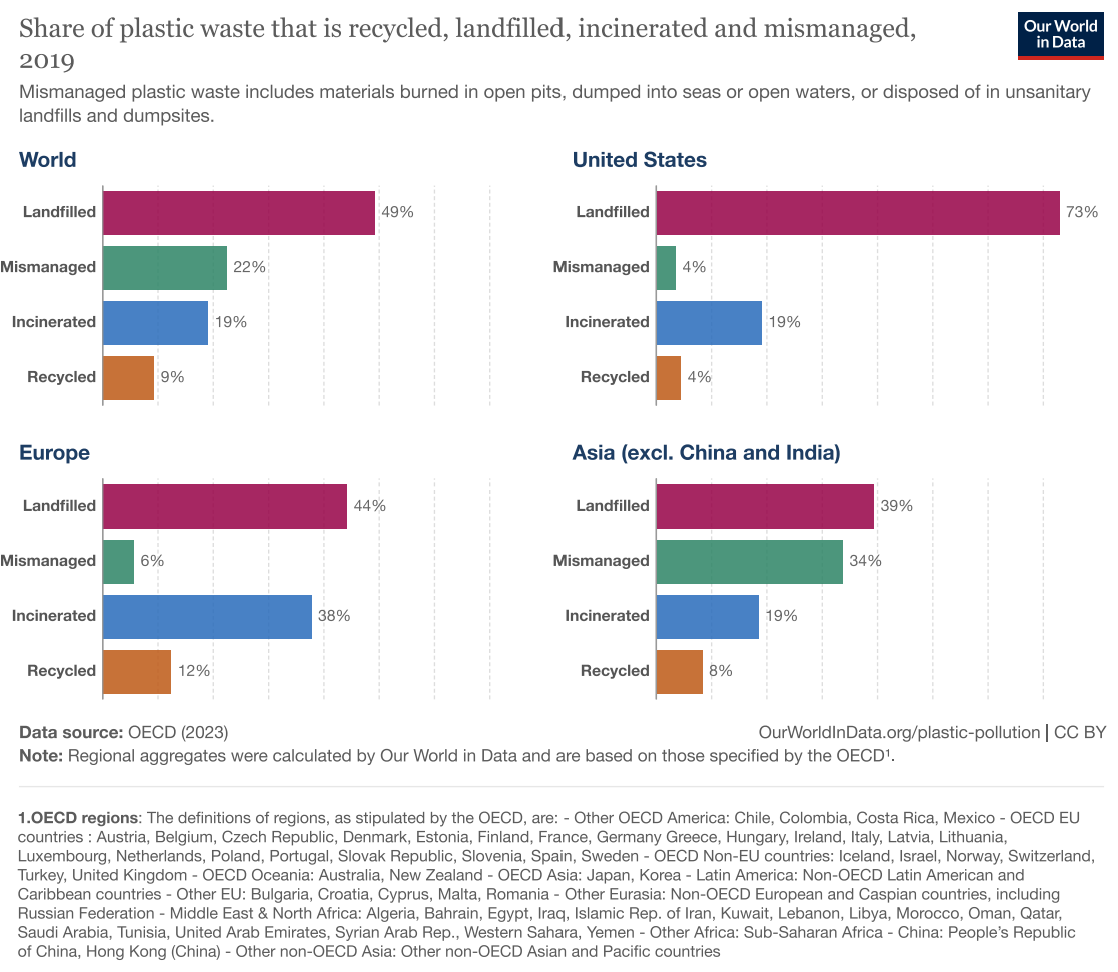 Share of plastic waste that is recycled, landfilled, incinerated and mismanaged,
2019
Our World
in Data
Mismanaged plastic waste includes materials burned in open pits, dumped into seas or open waters, or disposed of in unsanitary
landfills and dumpsites.
World
Landfilled 49%
Mismanaged 22%
Incinerated 19%
Recycled 9%
United States
Landfilled 73%
Mismanaged 4%
Incinerated 19%
Recycled 4%
Europe
Landfilled 44%
Mismanaged 6%
Incinerated 38%
Recycled 12%
Asia (excl. China and India)
Landfilled 39%
Mismanaged 34%
Incinerated 19%
Recycled 8%
Data source: OECD (2023)
OurWorldInData.org/plastic-pollution | CC BY
Note: Regional aggregates were calculated by Our World in Data and are based on those specified by the OECD¹.
1.OECD regions: The definitions of regions, as stipulated by the OECD, are: - Other OECD America: Chile, Colombia, Costa Rica, Mexico - OECD EU
countries : Austria, Belgium, Czech Republic, Denmark, Estonia, Finland, France, Germany Greece, Hungary, Ireland, Italy, Latvia, Lithuania,
Luxembourg, Netherlands, Poland, Portugal, Slovak Republic, Slovenia, Spain, Sweden - OECD Non-EU countries: Iceland, Israel, Norway, Switzerland,
Turkey, United Kingdom - OECD Oceania: Australia, New Zealand - OECD Asia: Japan, Korea - Latin America: Non-OECD Latin American and
Caribbean countries - Other EU: Bulgaria, Croatia, Cyprus, Malta, Romania - Other Eurasia: Non-OECD European and Caspian countries, including
Russian Federation - Middle East & North Africa: Algeria, Bahrain, Egypt, Iraq, Islamic Rep. of Iran, Kuwait, Lebanon, Libya, Morocco, Oman, Qatar,
Saudi Arabia, Tunisia, United Arab Emirates, Syrian Arab Rep., Western Sahara, Yemen - Other Africa: Sub-Saharan Africa - China: People’s Republic
of China, Hong Kong (China) - Other non-OECD Asia: Other non-OECD Asian and Pacific countries